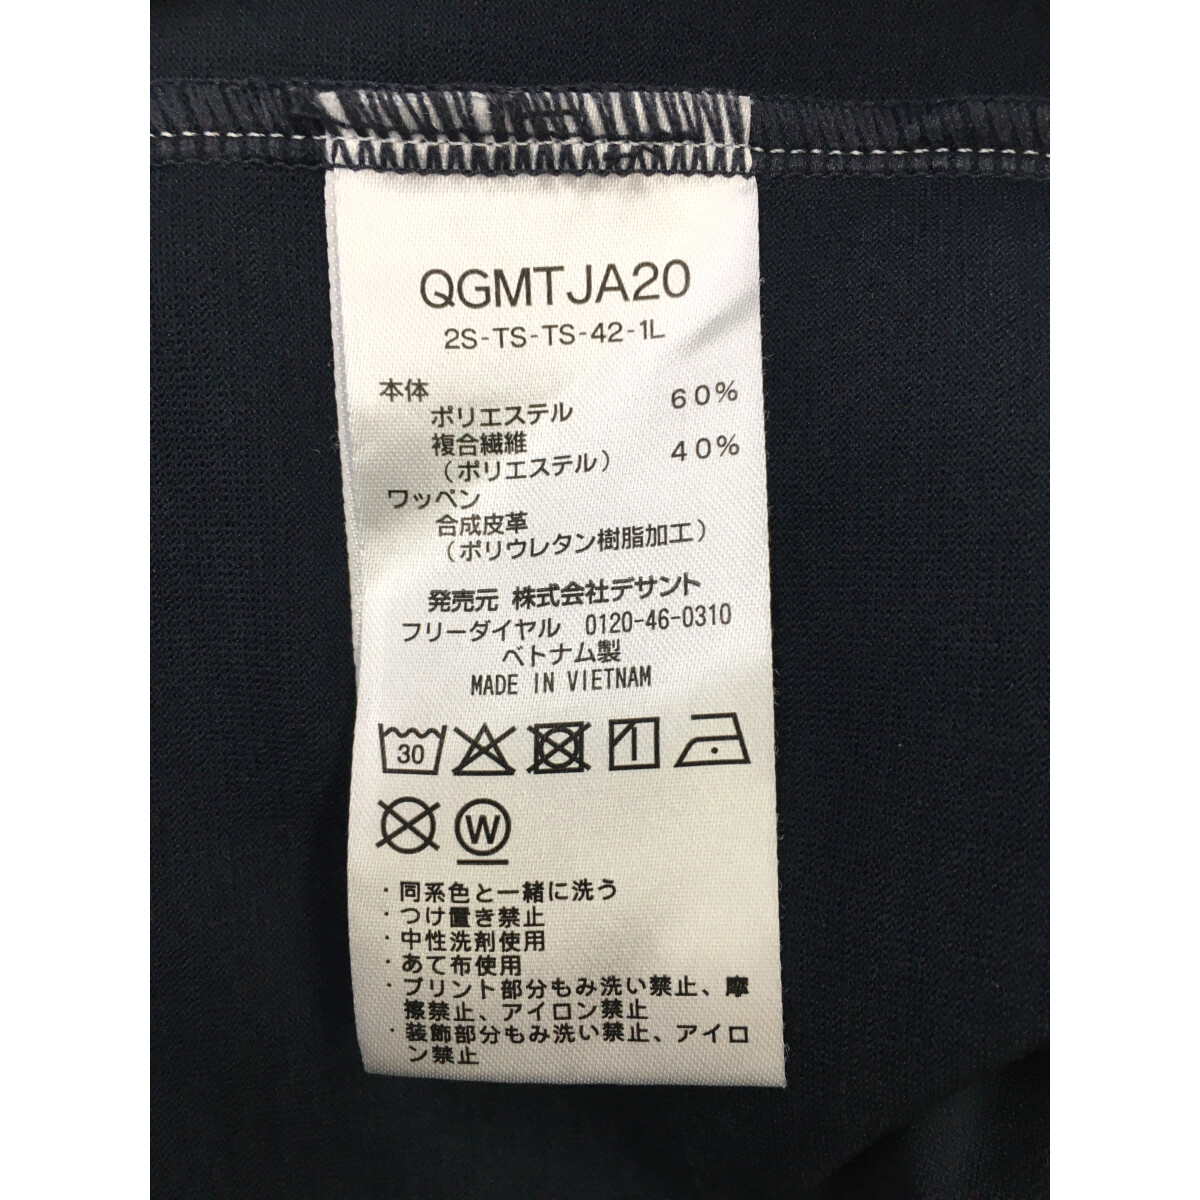 QGMTJA20
2S-TS-TS-42-1L
本体
ポリエステル 60%
複合繊維
(ポリエステル) 40%
ワッペン
合成皮革
(ポリウレタン樹脂加工)
発売元 株式会社デサント
フリーダイヤル 0120-46-0310
ベトナム製
MADE IN VIETNAM
30
W
・同系色と一緒に洗う
・つけ置き禁止
・中性洗剤使用
・あて布使用
・プリント部分もみ洗い禁止、摩
擦禁止、アイロン禁止
・装飾部分もみ洗い禁止、アイロ
ン禁止